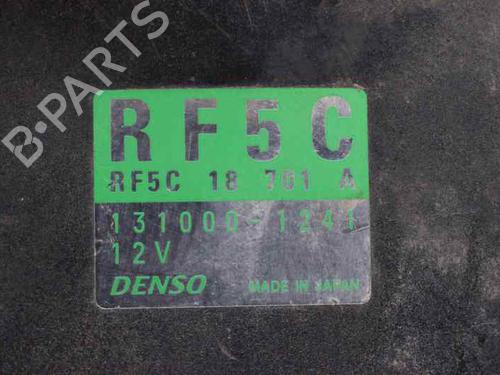 B-PARTS
RF5C
RF5C 18 701 A
131000-1241
12V
DENSO MADE IN JAPAN